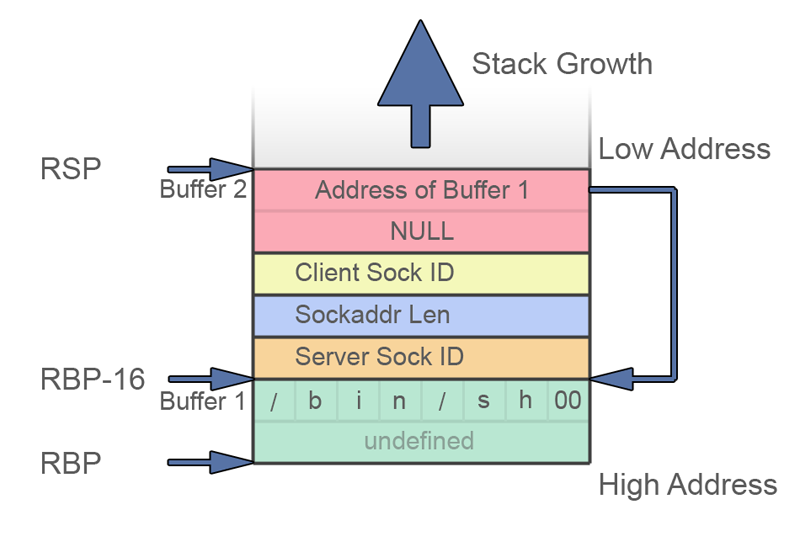 Stack Growth
Low Address
RSP
Buffer 2
Address of Buffer 1
NULL
Client Sock ID
Sockaddr Len
Server Sock ID
RBP-16
Buffer 1
/ b i n / s h 00
undefined
RBP
High Address